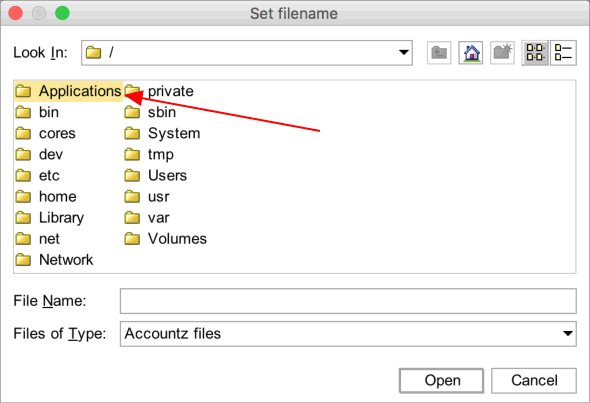 Set filename
Look In: /
Applications private
bin sbin
cores System
dev tmp
etc Users
home usr
Library var
net Volumes
Network
File Name:
Files of Type: Accountz files
Open Cancel